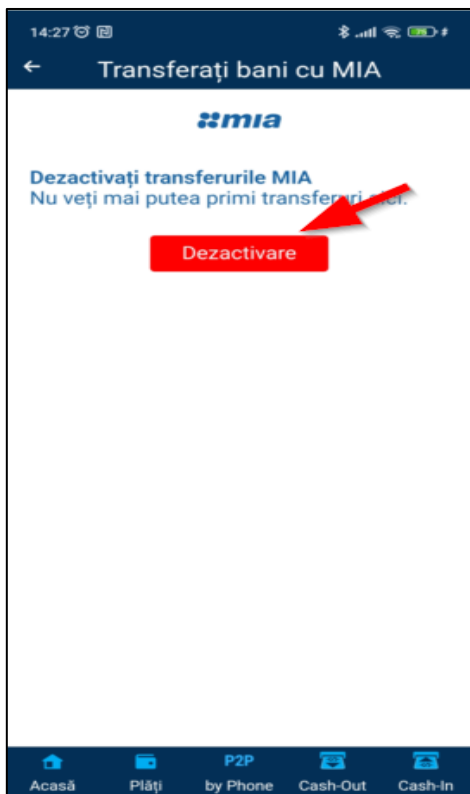 14:27
Transferați bani cu MIA
mia
Dezactivați transferurile MIA
Nu veți mai putea primi transferuri aici.
Dezactivare
P2P
Acasă Plăți by Phone Cash-Out Cash-In